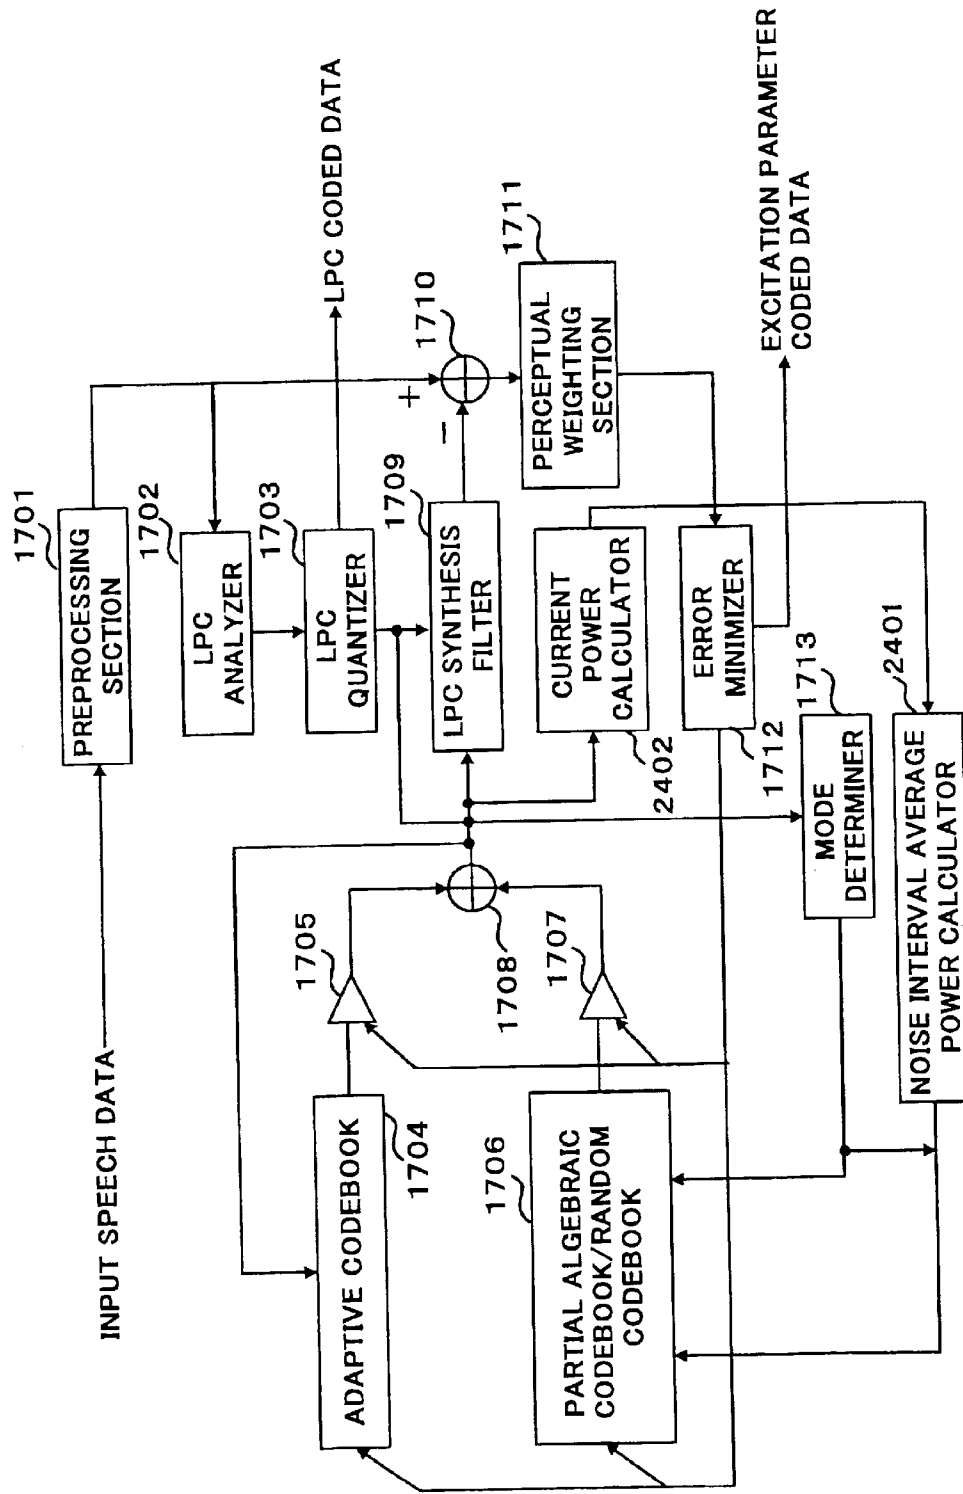 INPUT SPEECH DATA
1701
PREPROCESSING
SECTION
1702
LPC
ANALYZER
1703
LPC
QUANTIZER
LPC CODED DATA
1704
ADAPTIVE CODEBOOK
1705
1706
PARTIAL ALGEBRAIC
CODEBOOK/RANDOM
CODEBOOK
1707
1708
1709
LPC SYNTHESIS
FILTER
+
-
1710
1711
PERCEPTUAL
WEIGHTING
SECTION
2402
CURRENT
POWER
CALCULATOR
1712
ERROR
MINIMIZER
EXCITATION PARAMETER
CODED DATA
1713
MODE
DETERMINER
2401
NOISE INTERVAL AVERAGE
POWER CALCULATOR